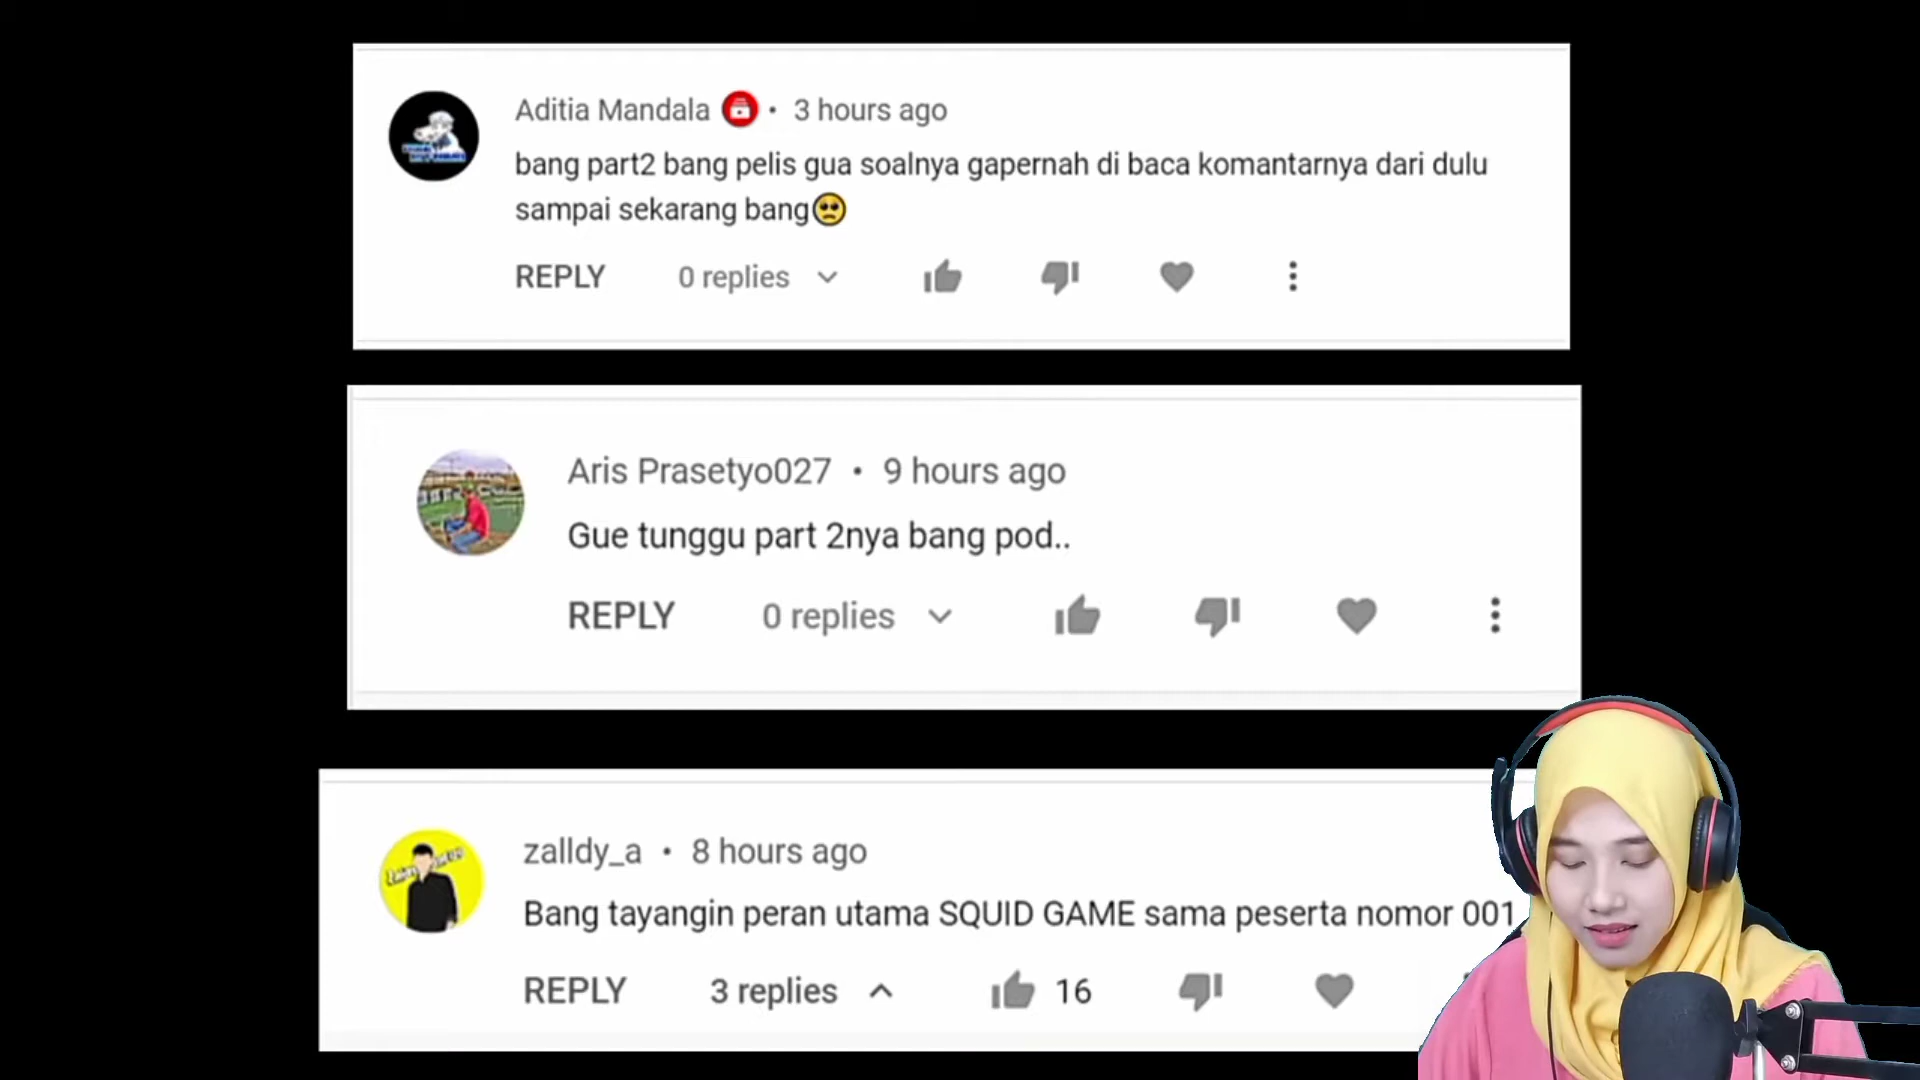 Aditia Mandala • 3 hours ago
bang part2 bang pelis gua soalnya gapernah di baca komantarnya dari dulu
sampai sekarang bang🥺
REPLY 0 replies
Aris Prasetyo027 • 9 hours ago
Gue tunggu part 2nya bang pod..
REPLY 0 replies
zalldy_a • 8 hours ago
Bang tayangin peran utama SQUID GAME sama peserta nomor 001
REPLY 3 replies 16